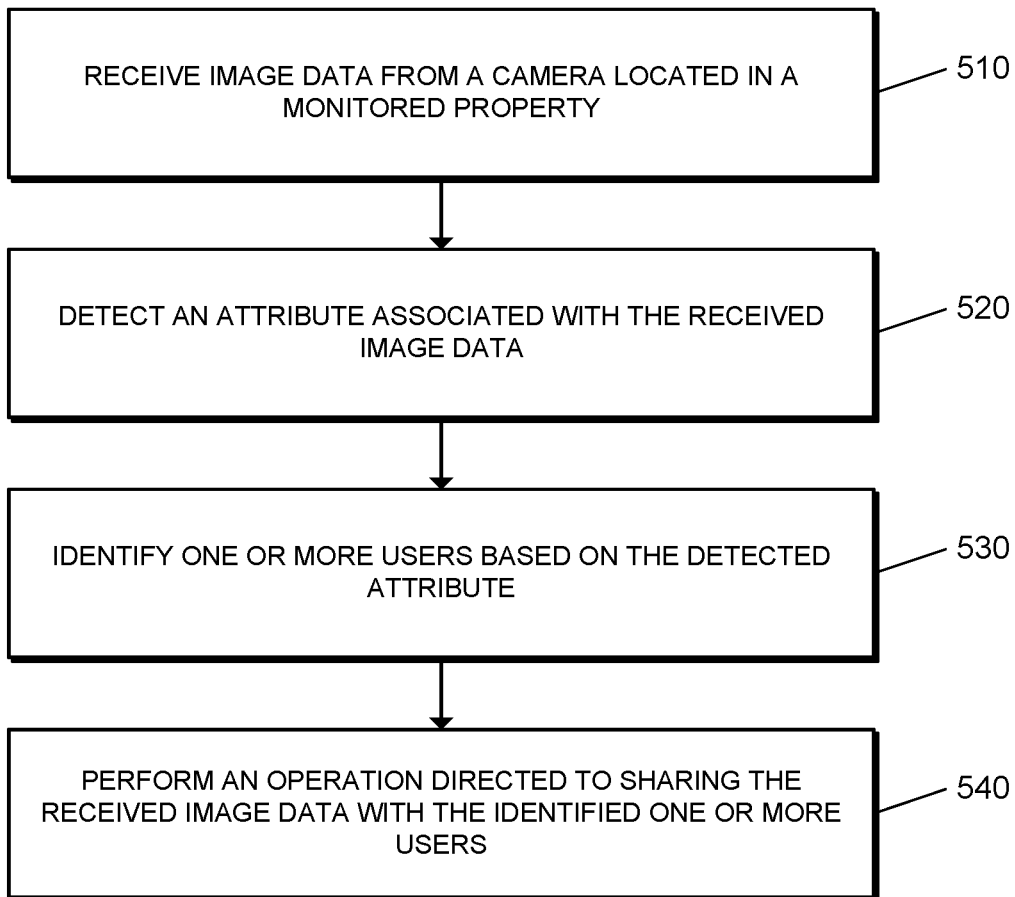 RECEIVE IMAGE DATA FROM A CAMERA LOCATED IN A
MONITORED PROPERTY
510
DETECT AN ATTRIBUTE ASSOCIATED WITH THE RECEIVED
IMAGE DATA
520
IDENTIFY ONE OR MORE USERS BASED ON THE DETECTED
ATTRIBUTE
530
PERFORM AN OPERATION DIRECTED TO SHARING THE
RECEIVED IMAGE DATA WITH THE IDENTIFIED ONE OR MORE
USERS
540